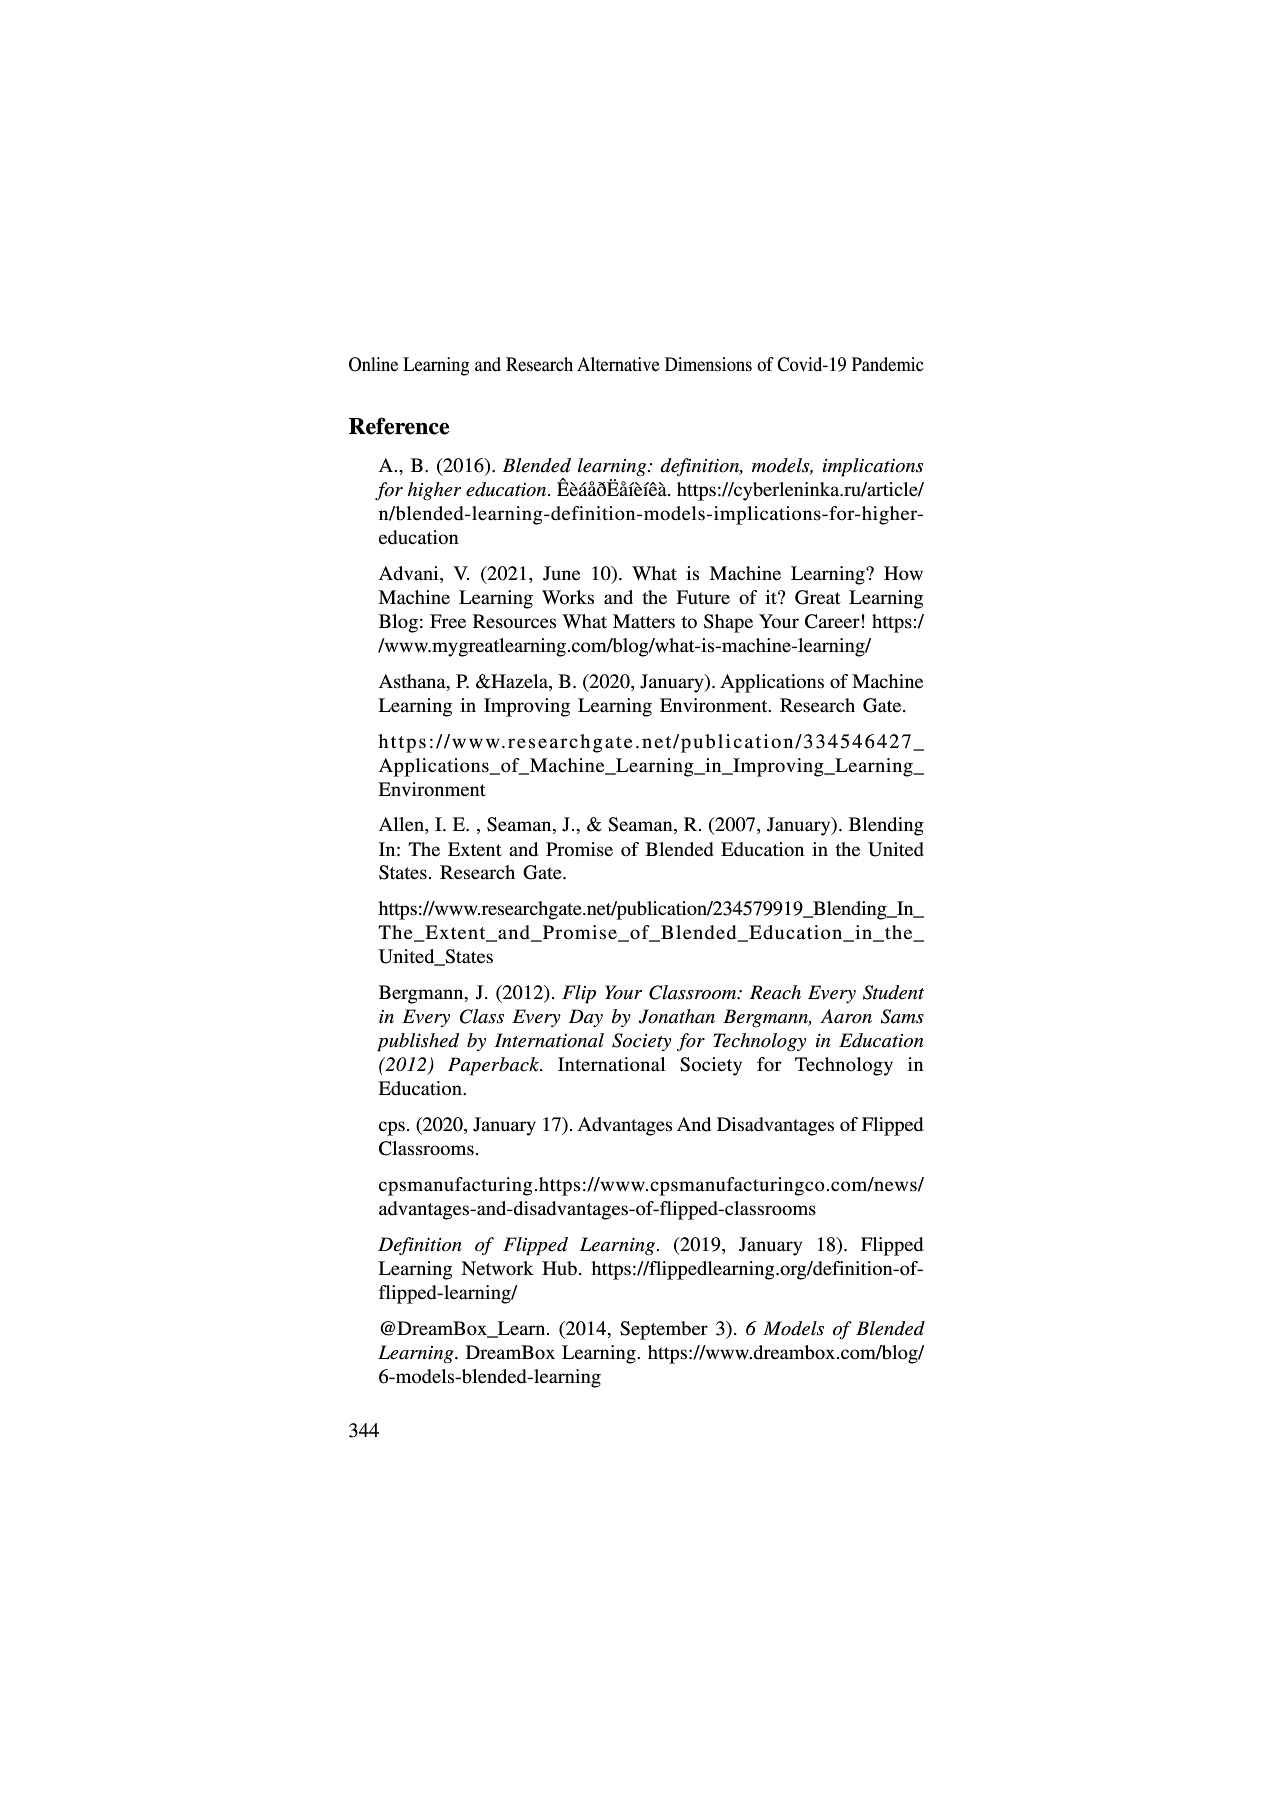 Online Learning and Research Alternative Dimensions of Covid-19 Pandemic
Reference
A., B. (2016). Blended learning: definition, models, implications
for higher education. ÊèáåðËåíèíêà. https://cyberleninka.ru/article/
n/blended-learning-definition-models-implications-for-higher-
education
Advani, V. (2021, June 10). What is Machine Learning? How
Machine Learning Works and the Future of it? Great Learning
Blog: Free Resources What Matters to Shape Your Career! https:/
/www.mygreatlearning.com/blog/what-is-machine-learning/
Asthana, P. &Hazela, B. (2020, January). Applications of Machine
Learning in Improving Learning Environment. Research Gate.
https://www.researchgate.net/publication/334546427_
Applications_of_Machine_Learning_in_Improving_Learning_
Environment
Allen, I. E. , Seaman, J., & Seaman, R. (2007, January). Blending
In: The Extent and Promise of Blended Education in the United
States. Research Gate.
https://www.researchgate.net/publication/234579919_Blending_In_
The_Extent_and_Promise_of_Blended_Education_in_the_
United_States
Bergmann, J. (2012). Flip Your Classroom: Reach Every Student
in Every Class Every Day by Jonathan Bergmann, Aaron Sams
published by International Society for Technology in Education
(2012) Paperback. International Society for Technology in
Education.
cps. (2020, January 17). Advantages And Disadvantages of Flipped
Classrooms.
cpsmanufacturing.https://www.cpsmanufacturingco.com/news/
advantages-and-disadvantages-of-flipped-classrooms
Definition of Flipped Learning. (2019, January 18). Flipped
Learning Network Hub. https://flippedlearning.org/definition-of-
flipped-learning/
@DreamBox_Learn. (2014, September 3). 6 Models of Blended
Learning. DreamBox Learning. https://www.dreambox.com/blog/
6-models-blended-learning
344